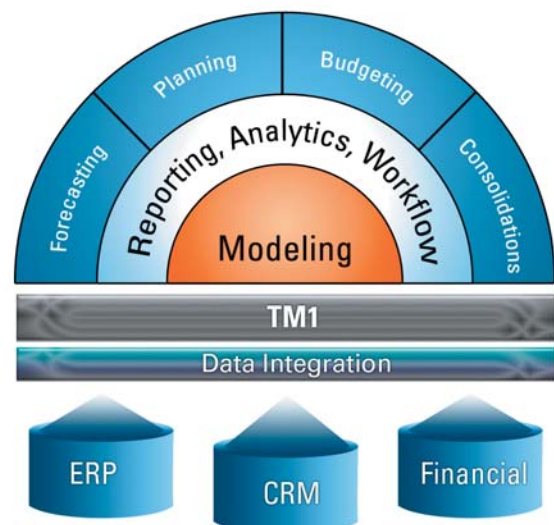 Forecasting
Planning
Budgeting
Consolidations
Reporting, Analytics, Workflow
Modeling
TM1
Data Integration
ERP
CRM
Financial